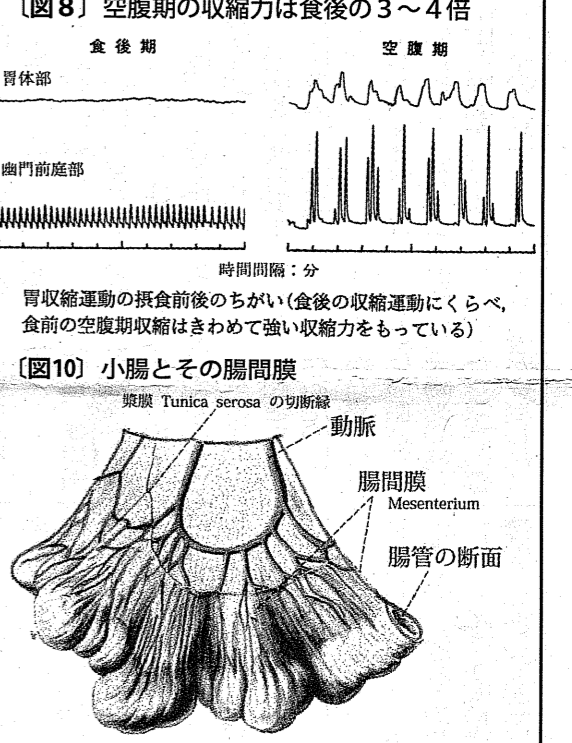 〔図8〕空腹期の収縮力は食後の3〜4倍
食後期
空腹期
胃体部
幽門前庭部
時間間隔：分
胃収縮運動の摂食前後のちがい（食後の収縮運動にくらべ，
食前の空腹期収縮はきわめて強い収縮力をもっている）
〔図10〕小腸とその腸間膜
漿膜 Tunica serosa の切断縁
動脈
腸間膜
Mesenterium
腸管の断面